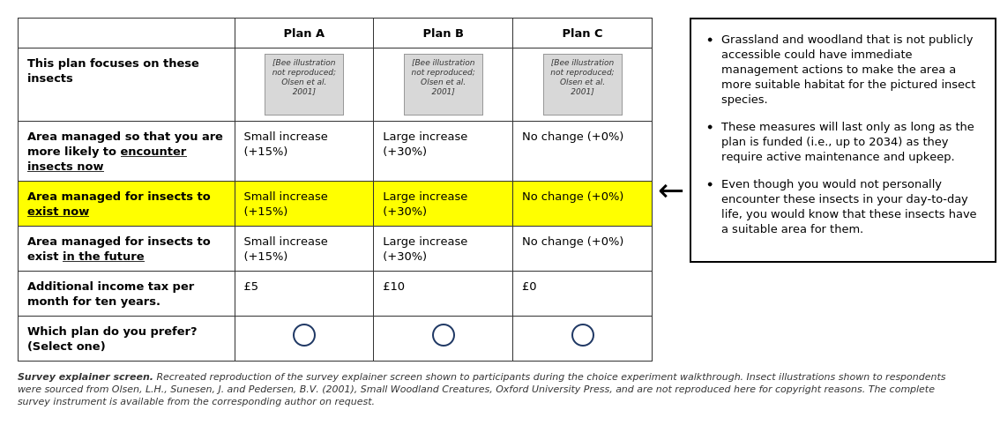 Plan A Plan B Plan C
This plan focuses on these
insects
[Bee illustration
not reproduced;
Olsen et al.
2001]
[Bee illustration
not reproduced;
Olsen et al.
2001]
[Bee illustration
not reproduced;
Olsen et al.
2001]
Area managed so that you are
more likely to encounter
insects now
Small increase
(+15%)
Large increase
(+30%)
No change (+0%)
Area managed for insects to
exist now
Small increase
(+15%)
Large increase
(+30%)
No change (+0%)
Area managed for insects to
exist in the future
Small increase
(+15%)
Large increase
(+30%)
No change (+0%)
Additional income tax per
month for ten years.
£5
£10
£0
Which plan do you prefer?
(Select one)
←
• Grassland and woodland that is not publicly
accessible could have immediate
management actions to make the area a
more suitable habitat for the pictured insect
species.
• These measures will last only as long as the
plan is funded (i.e., up to 2034) as they
require active maintenance and upkeep.
• Even though you would not personally
encounter these insects in your day-to-day
life, you would know that these insects have
a suitable area for them.
Survey explainer screen. Recreated reproduction of the survey explainer screen shown to participants during the choice experiment walkthrough. Insect illustrations shown to respondents
were sourced from Olsen, L.H., Sunesen, J. and Pedersen, B.V. (2001), Small Woodland Creatures, Oxford University Press, and are not reproduced here for copyright reasons. The complete
survey instrument is available from the corresponding author on request.